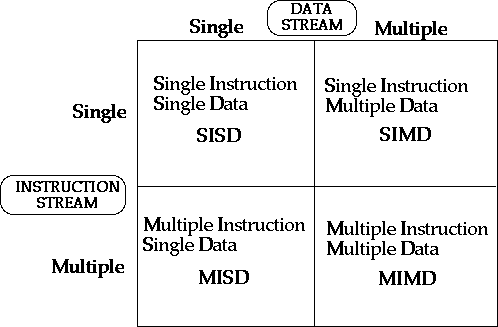 DATA
STREAM
Single
Multiple
Single
Single Instruction
Single Data
SISD
Single Instruction
Multiple Data
SIMD
INSTRUCTION
STREAM
Multiple
Multiple Instruction
Single Data
MISD
Multiple Instruction
Multiple Data
MIMD